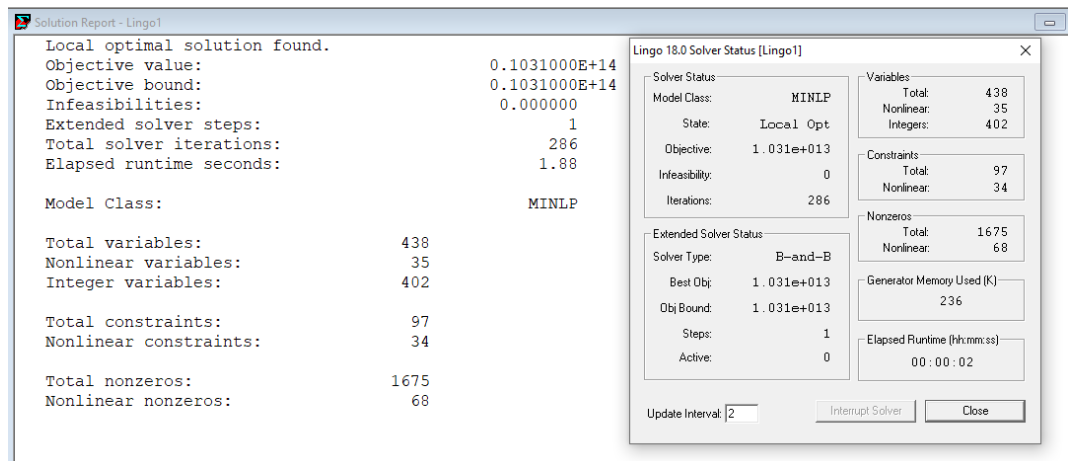 Solution Report - Lingo1
Local optimal solution found.
Objective value: 0.1031000E+14
Objective bound: 0.1031000E+14
Infeasibilities: 0.000000
Extended solver steps: 1
Total solver iterations: 286
Elapsed runtime seconds: 1.88
Model Class: MINLP
Total variables: 438
Nonlinear variables: 35
Integer variables: 402
Total constraints: 97
Nonlinear constraints: 34
Total nonzeros: 1675
Nonlinear nonzeros: 68
Lingo 18.0 Solver Status [Lingo1]
Solver Status
Model Class: MINLP
State: Local Opt
Objective: 1.031e+013
Infeasibility: 0
Iterations: 286
Extended Solver Status
Solver Type: B-and-B
Best Obj: 1.031e+013
Obj Bound: 1.031e+013
Steps: 1
Active: 0
Variables
Total: 438
Nonlinear: 35
Integers: 402
Constraints
Total: 97
Nonlinear: 34
Nonzeros
Total: 1675
Nonlinear: 68
Generator Memory Used (K)
236
Elapsed Runtime (hh:mm:ss)
00:00:02
Update Interval: 2
Interrupt Solver
Close